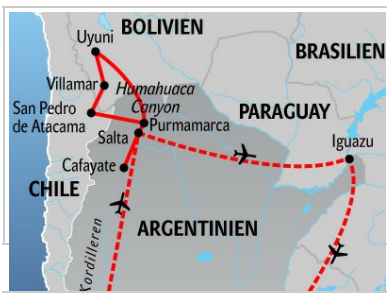 BOLIVIEN
Uyuni
BRASILIEN
Villamar
Humahuaca
Canyon
San Pedro
de Atacama
PARAGUAY
Purmamarca
Salta
Iguazu
Cafayate
CHILE
ARGENTINIEN
Kordilleren